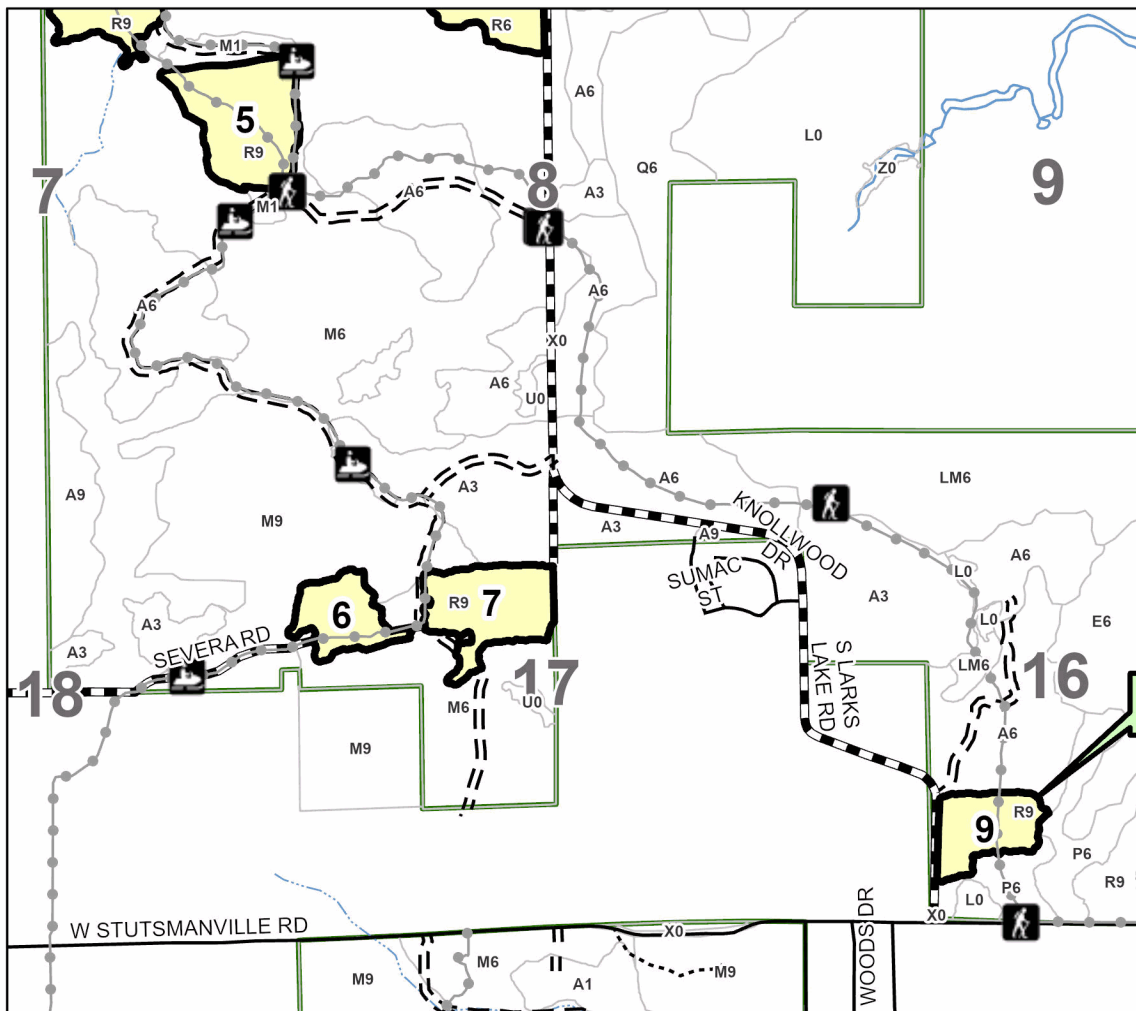 R9
M1
R6
A6
5
R9
L0
Z0
7
M1
A6
8
A3
Q6
9
A6
A6
M6
X0
A6
U0
A9
M9
A3
A6
LM6
A3
A9
KNOLLWOOD
DR
SUMAC
ST
A6
L0
A3
L0
E6
A3
A3
6
R9
7
SEVERA RD
S LARKS
LAKE RD
LM6
18
17
16
M6
U0
M9
A6
9
R9
P6
R9
P6
L0
X0
W STUTSMANVILLE RD
X0
WOODS DR
M9
M6
A1
M9